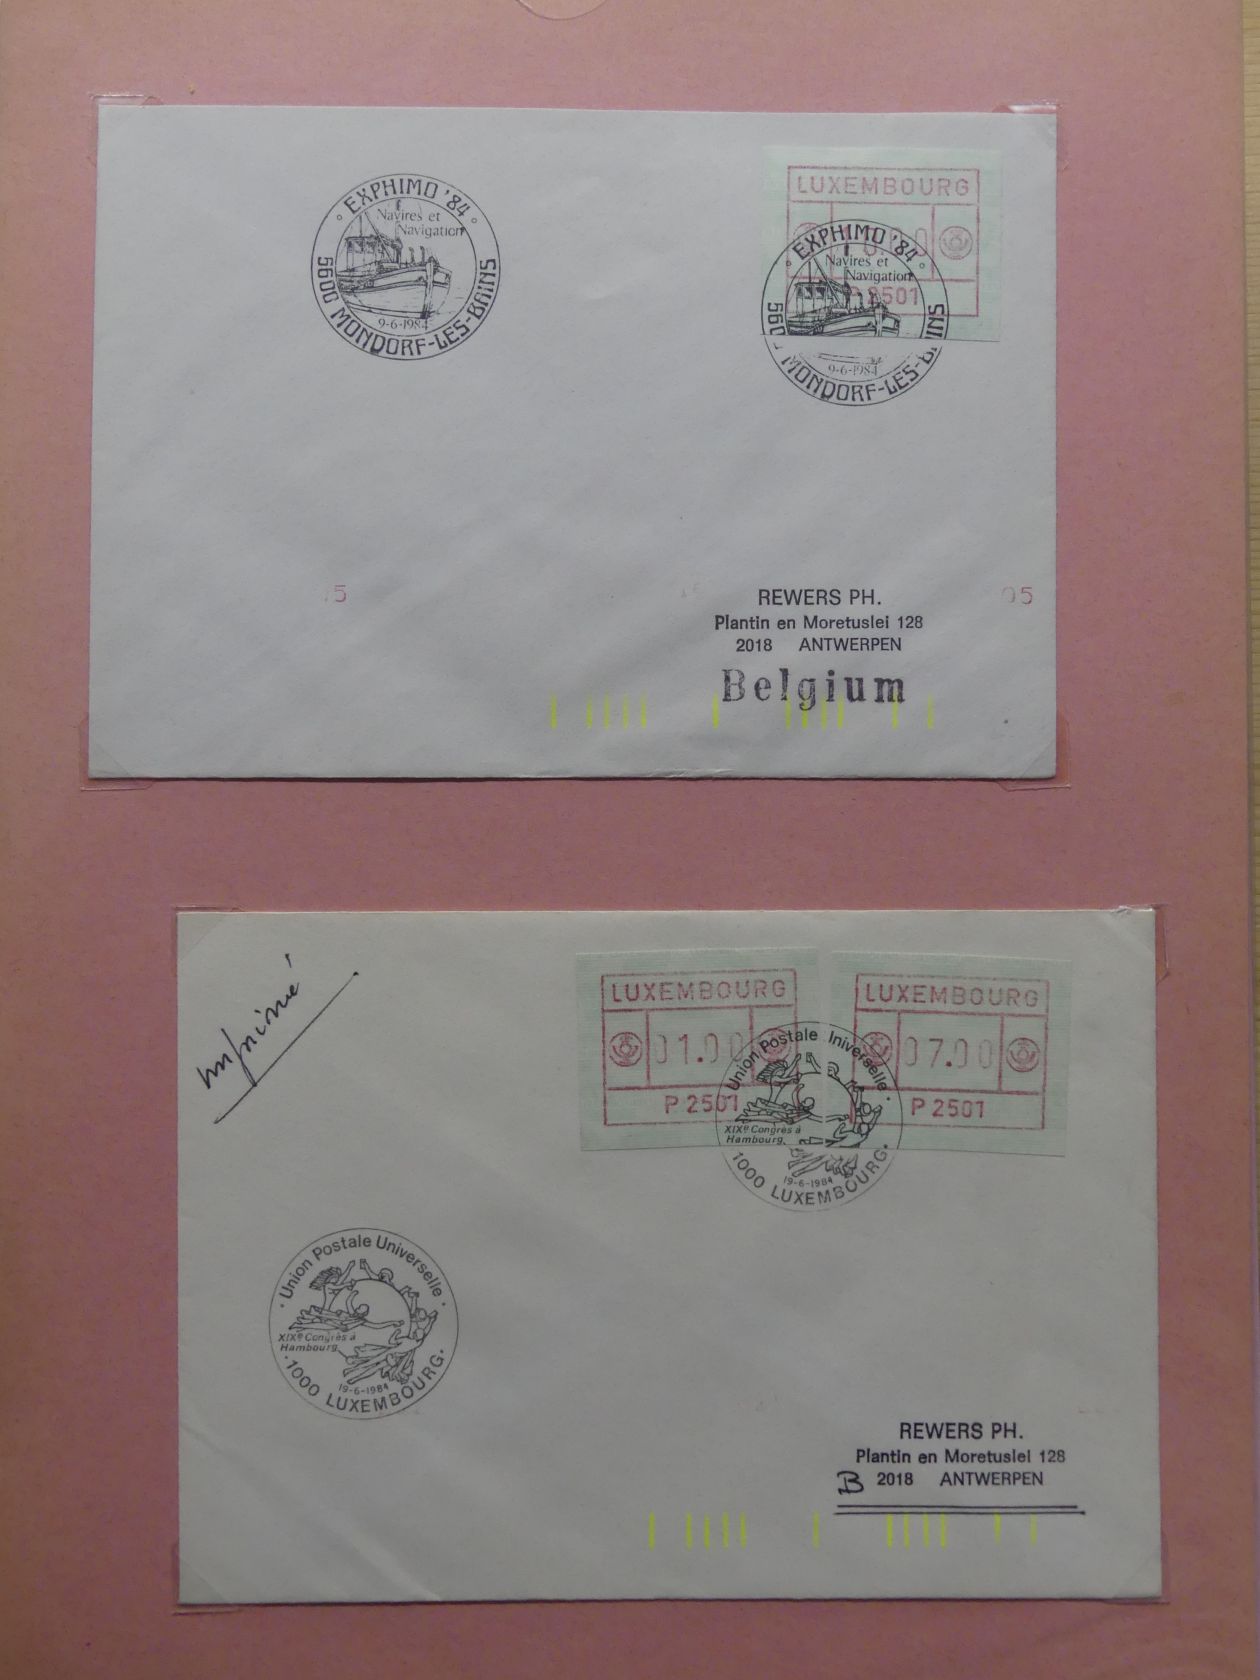 EXPHIMO '84
Navires et
Navigation
9-6-1984
5600 MONDORF-LES-BAINS
LUXEMBOURG
P 2501
EXPHIMO '84
Navires et
Navigation
9-6-1984
MONDORF-LES-BAINS
5
05
REWERS PH.
Plantin en Moretuslei 128
2018 ANTWERPEN
Belgium
Imprimé
LUXEMBOURG
01.00
P 2501
LUXEMBOURG
07.00
P 2501
Union Postale Universelle
XIXe Congrès à
Hambourg
19-6-1984
1000 LUXEMBOURG
Union Postale Universelle
XIXe Congrès à
Hambourg
19-6-1984
1000 LUXEMBOURG
REWERS PH.
Plantin en Moretuslei 128
B 2018 ANTWERPEN